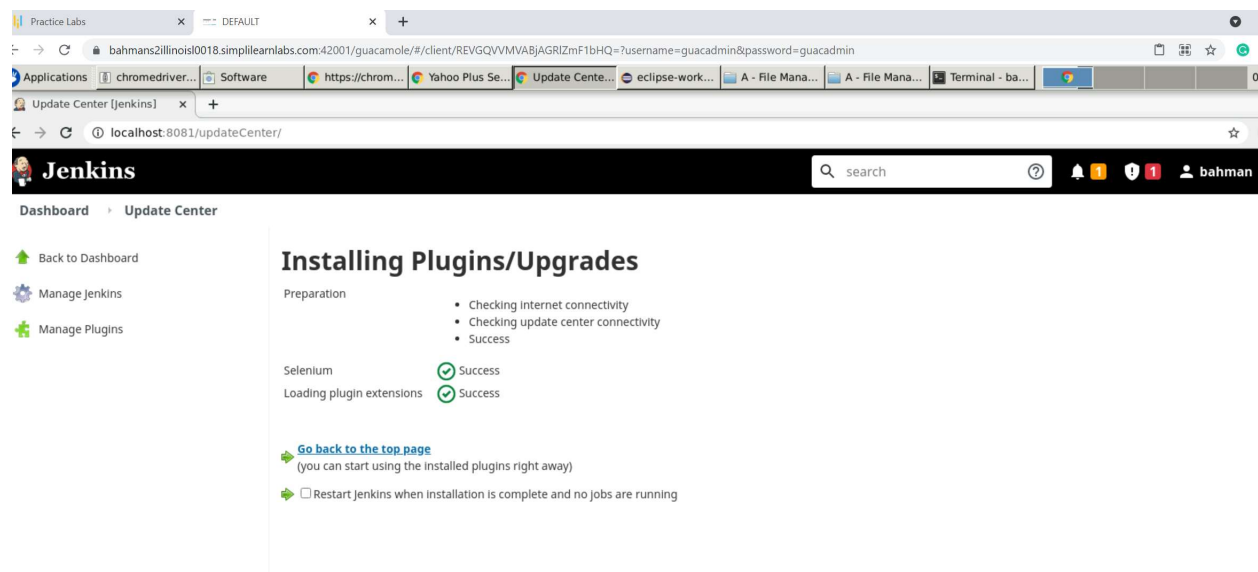 Practice Labs
DEFAULT
bahmans2illinoisl0018.simplilearnlabs.com:42001/guacamole/#/client/REVGQVVMVABjAGRlZmF1bHQ=?username=guacadmin&password=guacadmin
Applications chromedriver... Software https://chrom... Yahoo Plus Se... Update Cente... eclipse-work... A - File Mana... A - File Mana... Terminal - ba... 0
Update Center [Jenkins]
localhost:8081/updateCenter/
Jenkins search 1 1 bahman
Dashboard Update Center
Back to Dashboard
Manage Jenkins
Manage Plugins
Installing Plugins/Upgrades
Preparation
Checking internet connectivity
Checking update center connectivity
Success
Selenium Success
Loading plugin extensions Success
Go back to the top page
(you can start using the installed plugins right away)
Restart Jenkins when installation is complete and no jobs are running